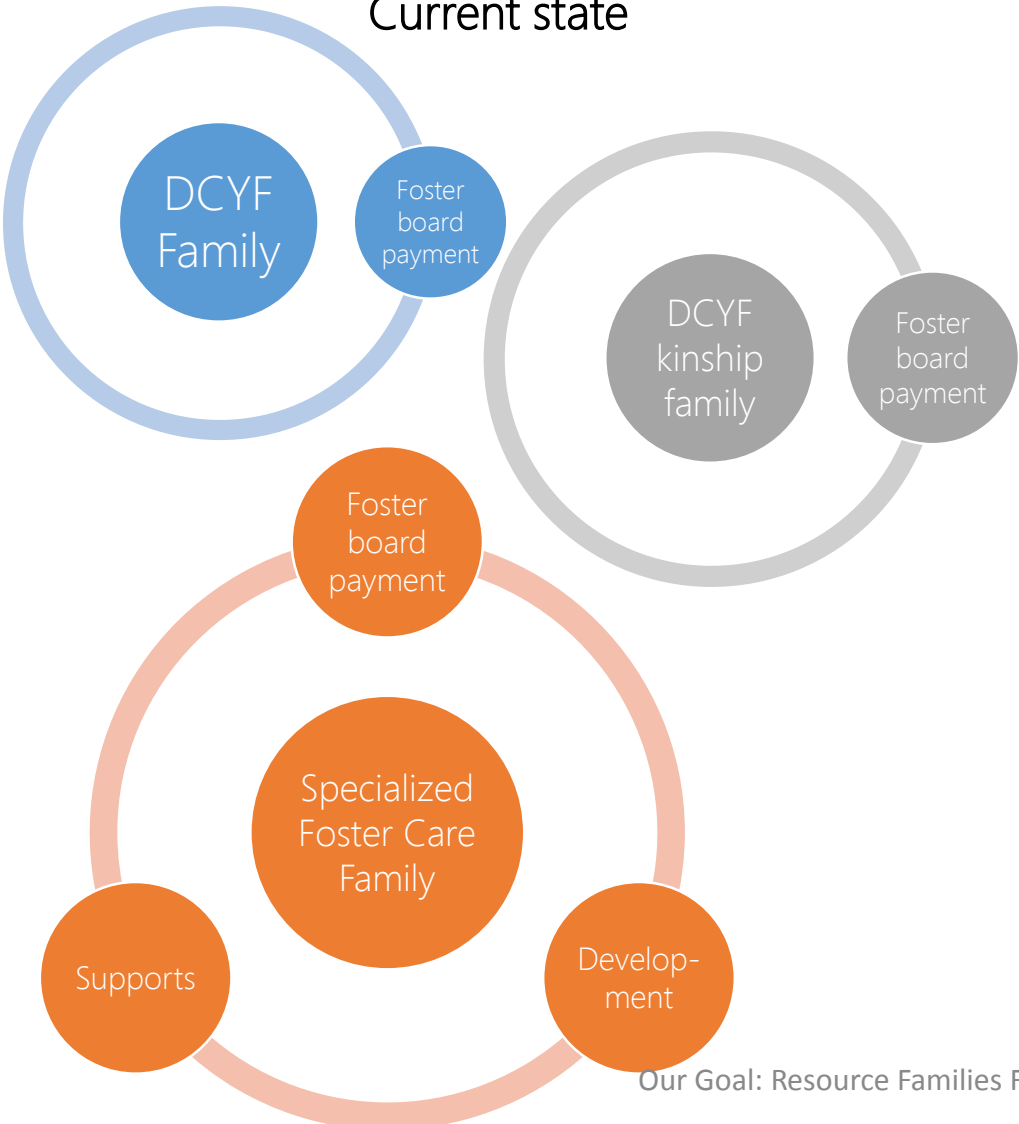 Current state
DCYF
Family
Foster
board
payment
DCYF
kinship
family
Foster
board
payment
Foster
board
payment
Specialized
Foster Care
Family
Supports
Develop-
ment
Our Goal: Resource Families